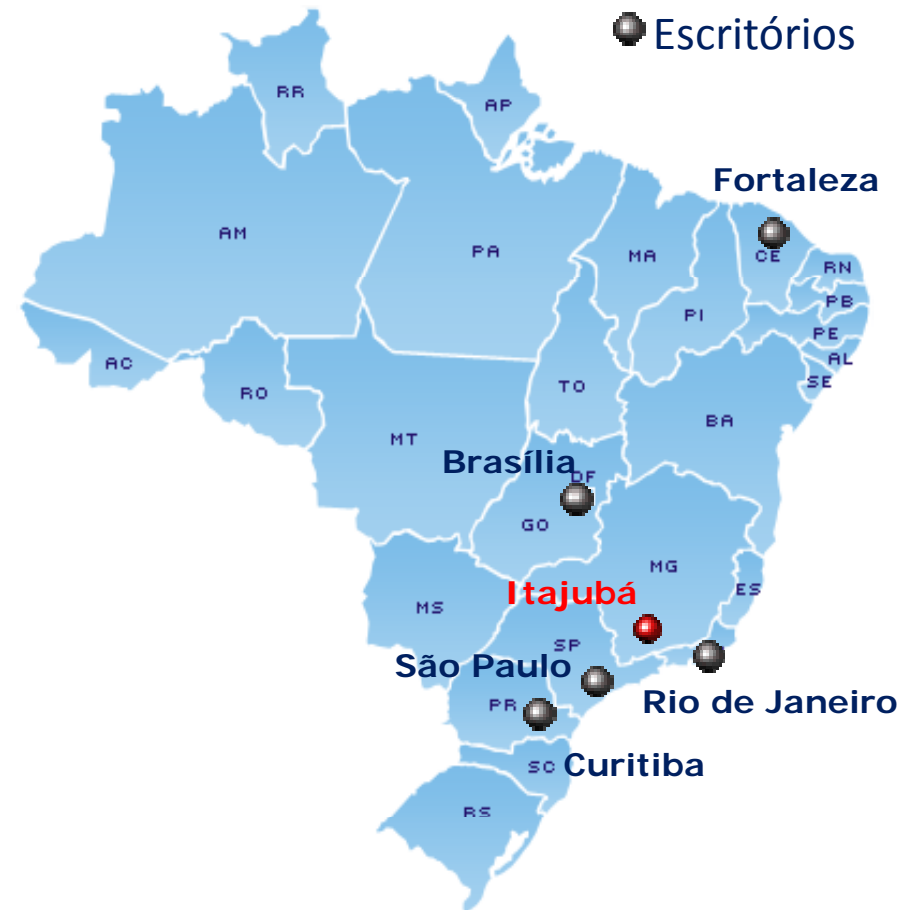 Escritórios
RR
AP
Fortaleza
AM
PA
MA
CE
RN
PB
PI
PE
AL
AC
SE
RO
TO
BA
MT
Brasília
DF
GO
MG
Itajubá
ES
MS
SP
São Paulo
Rio de Janeiro
PR
SC
Curitiba
RS